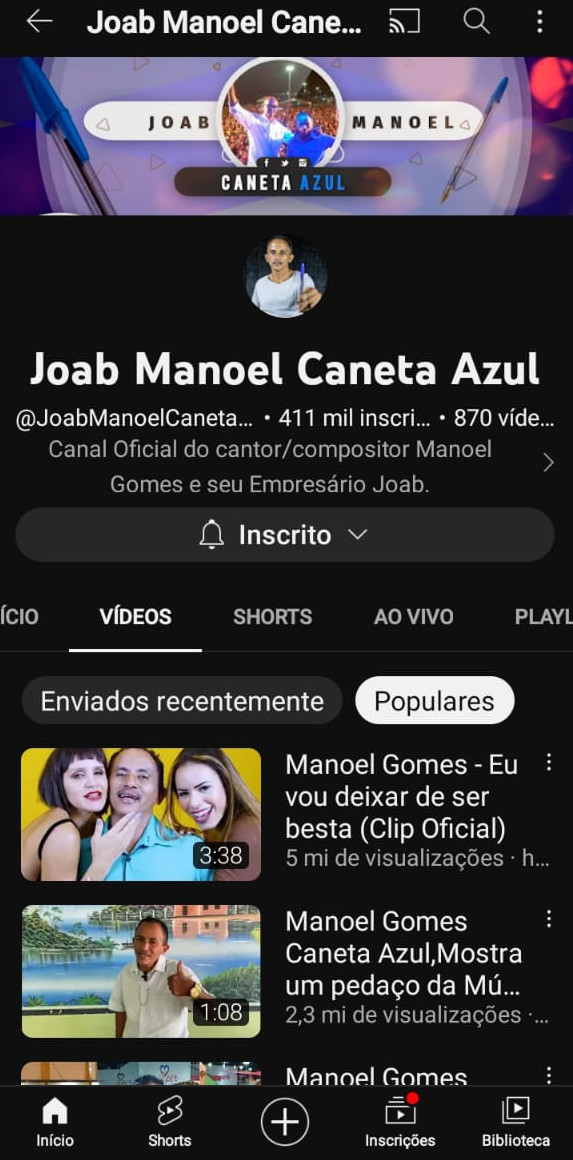 Joab Manoel Cane...
JOAB MANOEL
CANETA AZUL
Joab Manoel Caneta Azul
@JoabManoelCaneta... • 411 mil inscri... • 870 víde...
Canal Oficial do cantor/compositor Manoel
Gomes e seu Empresário Joab.
Inscrito
ÍCIO VÍDEOS SHORTS AO VIVO PLAYL
Enviados recentemente Populares
Manoel Gomes - Eu
vou deixar de ser
besta (Clip Oficial)
5 mi de visualizações · h...
3:38
Manoel Gomes
Caneta Azul,Mostra
um pedaço da Mú...
2,3 mi de visualizações ·...
1:08
Manoel Gomes
Início Shorts Inscrições Biblioteca